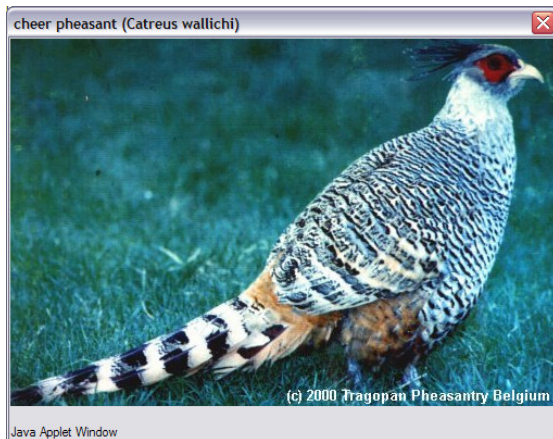 cheer pheasant (Catreus wallichi)
(c) 2000 Tragopan Pheasantry Belgium
Java Applet Window